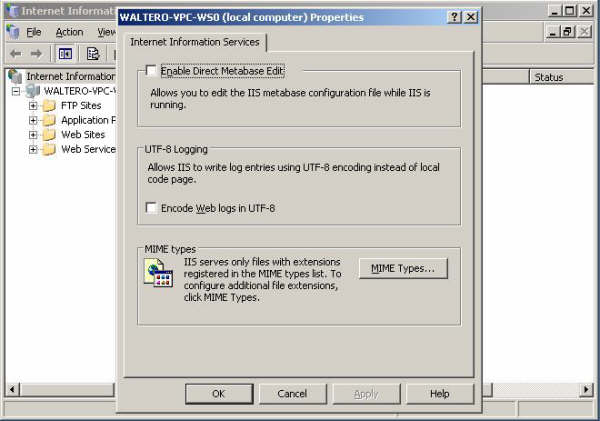 Internet Information
WALTERO-VPC-WS0 (local computer) Properties
File Action View
Internet Information Services
Internet Information
WALTERO-VPC-
FTP Sites
Application P
Web Sites
Web Service
Status
Enable Direct Metabase Edit
Allows you to edit the IIS metabase configuration file while IIS is
running.
UTF-8 Logging
Allows IIS to write log entries using UTF-8 encoding instead of local
code page.
Encode Web logs in UTF-8
MIME types
IIS serves only files with extensions
registered in the MIME types list. To
configure additional file extensions,
click MIME Types.
MIME Types...
OK Cancel Apply Help